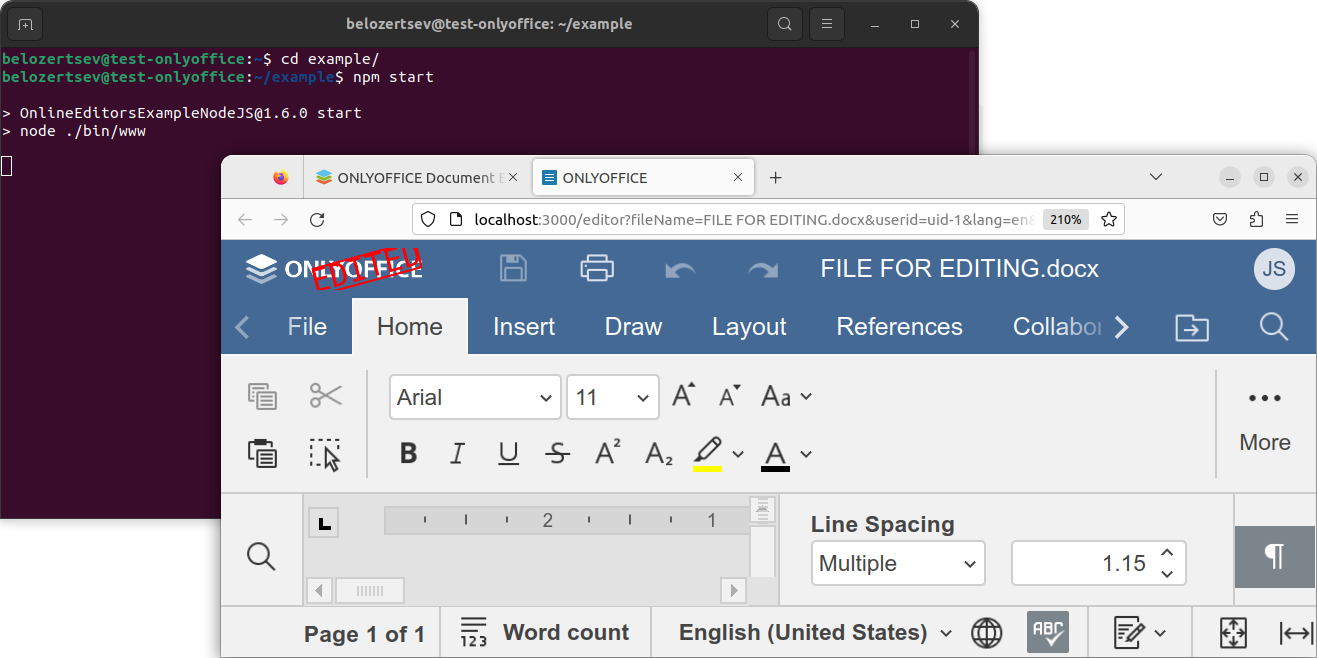 belozertsev@test-onlyoffice: ~/example
belozertsev@test-onlyoffice:~$ cd example/
belozertsev@test-onlyoffice:~/example$ npm start
> OnlineEditorsExampleNodeJS@1.6.0 start
> node ./bin/www
ONLYOFFICE Document E
ONLYOFFICE
localhost:3000/editor?fileName=FILE FOR EDITING.docx&userid=uid-1&lang=en& 210%
ONLYOFFICE EDITED FILE FOR EDITING.docx JS
File Home Insert Draw Layout References Collabor
Arial 11 A A Aa
B I U S A2 A2 A
More
L 2 1
Line Spacing
Multiple 1.15
¶
Page 1 of 1 123 Word count English (United States) ABC